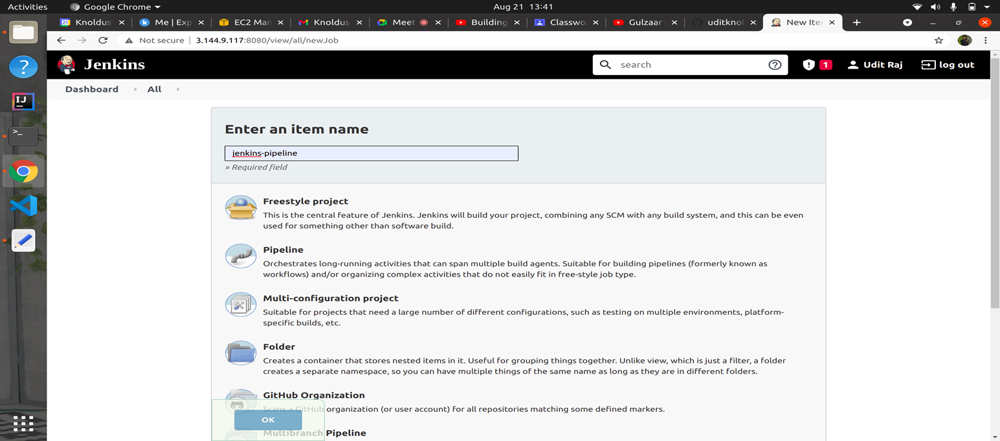 Activities Google Chrome Aug 21 13:41
Knoldus Me | Exp EC2 Man Knoldus Meet Building Classwo Gulzaar uditknol New Iter
Not secure 3.144.9.117:8080/view/all/newJob
Jenkins search 1 Udit Raj log out
Dashboard All
Enter an item name
jenkins-pipeline
» Required field
Freestyle project
This is the central feature of Jenkins. Jenkins will build your project, combining any SCM with any build system, and this can be even
used for something other than software build.
Pipeline
Orchestrates long-running activities that can span multiple build agents. Suitable for building pipelines (formerly known as
workflows) and/or organizing complex activities that do not easily fit in free-style job type.
Multi-configuration project
Suitable for projects that need a large number of different configurations, such as testing on multiple environments, platform-
specific builds, etc.
Folder
Creates a container that stores nested items in it. Useful for grouping things together. Unlike view, which is just a filter, a folder
creates a separate namespace, so you can have multiple things of the same name as long as they are in different folders.
GitHub Organization
Scans a GitHub organization (or user account) for all repositories matching some defined markers.
OK
Multibranch Pipeline